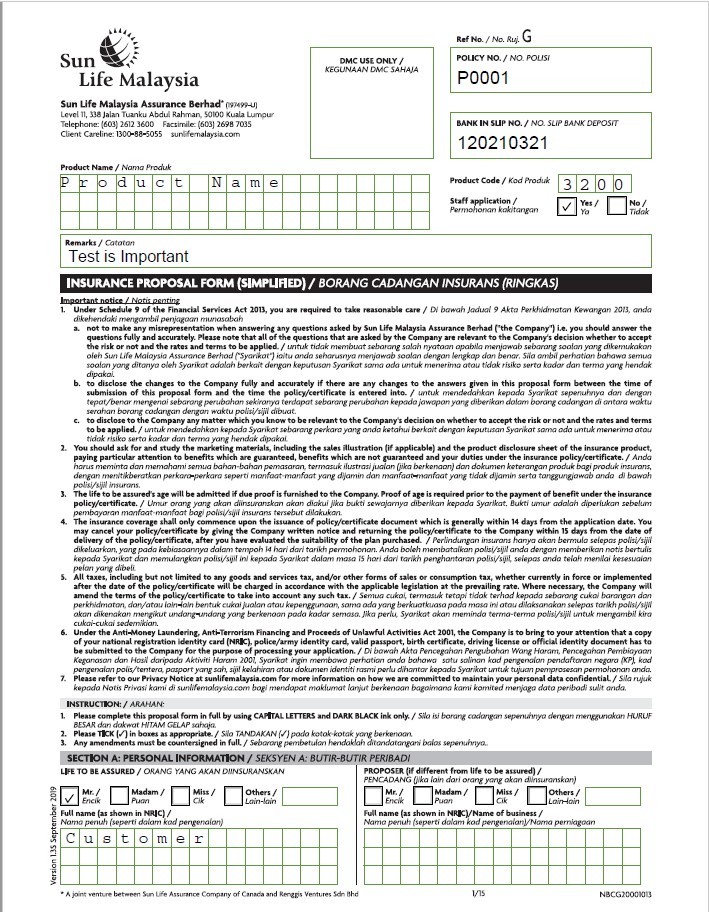 Sun
Life Malaysia
Sun Life Malaysia Assurance Berhad* (197499-U)
Level 11, 338 Jalan Tuanku Abdul Rahman, 50100 Kuala Lumpur
Telephone: (603) 2612 3600 Facsimile: (603) 2698 7035
Client Careline: 1300-88-5055 sunlifemalaysia.com
DMC USE ONLY /
KEGUNAAN DMC SAHAJA
Ref No. / No. Ruj. G
POLICY NO. / NO. POLISI
P0001
BANK IN SLIP NO. / NO. SLIP BANK DEPOSIT
120210321
Product Name / Nama Produk
Product Name
Product Code / Kod Produk 3200
Staff application / Permohonan kakitangan
✓ Yes / Ya
No / Tidak
Remarks / Catatan
Test is Important
INSURANCE PROPOSAL FORM (SIMPLIFIED) / BORANG CADANGAN INSURANS (RINGKAS)
Important notice / Notis penting
1. Under Schedule 9 of the Financial Services Act 2013, you are required to take reasonable care / Di bawah Jadual 9 Akta Perkhidmatan Kewangan 2013, anda
dikehendaki mengambil penjagaan munasabah
a. not to make any misrepresentation when answering any questions asked by Sun Life Malaysia Assurance Berhad ("the Company") i.e. you should answer the
questions fully and accurately. Please note that all of the questions that are asked by the Company are relevant to the Company's decision whether to accept
the risk or not and the rates and terms to be applied. / untuk tidak membuat sebarang salah nyataan apabila menjawab sebarang soalan yang dikemukakan
oleh Sun Life Malaysia Assurance Berhad ("Syarikat") iaitu anda seharusnya menjawab soalan dengan lengkap dan benar. Sila ambil perhatian bahawa semua
soalan yang ditanya oleh Syarikat adalah berkait dengan keputusan Syarikat sama ada untuk menerima atau tidak risiko serta kadar dan terma yang hendak
dipakai.
b. to disclose the changes to the Company fully and accurately if there are any changes to the answers given in this proposal form between the time of
submission of this proposal form and the time the policy/certificate is entered into. / untuk mendedahkan kepada Syarikat sepenuhnya dan dengan
tepat/benar mengenai sebarang perubahan sekiranya terdapat sebarang perubahan kepada jawapan yang diberikan dalam borang cadangan di antara waktu
serahan borang cadangan dengan waktu polisi/sijil dibuat.
c. to disclose to the Company any matter which you know to be relevant to the Company's decision on whether to accept the risk or not and the rates and terms
to be applied. / untuk mendedahkan kepada Syarikat sebarang perkara yang anda ketahui berkait dengan keputusan Syarikat sama ada untuk menerima atau
tidak risiko serta kadar dan terma yang hendak dipakai.
2. You should ask for and study the marketing materials, including the sales illustration (if applicable) and the product disclosure sheet of the insurance product,
paying particular attention to benefits which are guaranteed, benefits which are not guaranteed and your duties under the insurance policy/certificate. / Anda
harus meminta dan memahami semua bahan-bahan pemasaran, termasuk ilustrasi jualan (jika berkenaan) dan dokumen keterangan produk bagi produk insurans,
dengan menitikberatkan perkara-perkara seperti manfaat-manfaat yang dijamin dan manfaat-manfaat yang tidak dijamin serta tanggungjawab anda di bawah
polisi/sijil insurans.
3. The life to be assured's age will be admitted if due proof is furnished to the Company. Proof of age is required prior to the payment of benefit under the insurance
policy/certificate. / Umur orang yang akan diinsuranskan akan diakui jika bukti sewajarnya diberikan kepada Syarikat. Bukti umur adalah diperlukan sebelum
pembayaran manfaat-manfaat bagi polisi/sijil insurans tersebut dilakukan.
4. The insurance coverage shall only commence upon the issuance of policy/certificate document which is generally within 14 days from the application date. You
may cancel your policy/certificate by giving the Company written notice and returning the policy/certificate to the Company within 15 days from the date of
delivery of the policy/certificate, after you have evaluated the suitability of the plan purchased. / Perlindungan insurans hanya akan bermula selepas polisi/sijil
dikeluarkan, yang pada kebiasaannya dalam tempoh 14 hari dari tarikh permohonan. Anda boleh membatalkan polisi/sijil anda dengan memberikan notis bertulis
kepada Syarikat dan memulangkan polisi/sijil ini kepada Syarikat dalam masa 15 hari dari tarikh penghantaran polisi/sijil, selepas anda telah menilai kesesuaian
pelan yang dibeli.
5. All taxes, including but not limited to any goods and services tax, and/or other forms of sales or consumption tax, whether currently in force or implemented
after the date of the policy/certificate will be charged in accordance with the applicable legislation at the prevailing rate. Where necessary, the Company will
amend the terms of the policy/certificate to take into account any such tax. / Semua cukai, termasuk tetapi tidak terhad kepada sebarang cukai barangan dan
perkhidmatan, dan/atau lain-lain bentuk cukai jualan atau kepenggunaan, sama ada yang berkuatkuasa pada masa ini atau dilaksanakan selepas tarikh polisi/sijil
akan dikenakan mengikut undang-undang yang berkenaan pada kadar semasa. Jika perlu, Syarikat akan meminda terma-terma polisi/sijil untuk mengambil kira
cukai-cukai sedemikian.
6. Under the Anti-Money Laundering, Anti-Terrorism Financing and Proceeds of Unlawful Activities Act 2001, the Company is to bring to your attention that a copy
of your national registration identity card (NRIC), policy/army identity card, valid passport, birth certificate, driving license or official identity document has to
be submitted to the Company for the purpose of processing your application. / Di bawah Akta Pencegahan Pengubahan Wang Haram, Pencegahan Pembiayaan
Keganasan dan Hasil daripada Aktiviti Haram 2001, Syarikat ingin membawa perhatian anda bahawa satu salinan kad pengenalan pendaftaran negara (KP), kad
pengenalan polis/tentera, pasport yang sah, sijil kelahiran atau dokumen identiti rasmi perlu dihantar kepada Syarikat untuk tujuan pemprosesan permohonan anda.
7. Please refer to our Privacy Notice at sunlifemalaysia.com for more information on how we are committed to maintain your personal data confidential. / Sila rujuk
kepada Notis Privasi kami di sunlifemalaysia.com bagi mendapat maklumat lanjut berkenaan bagaimana kami komited menjaga data peribadi sulit anda.
INSTRUCTION: / ARAHAN:
1. Please complete this proposal form in full by using CAPITAL LETTERS and DARK BLACK ink only. / Sila isi borang cadangan sepenuhnya dengan menggunakan HURUF
BESAR dan dakwat HITAM GELAP sahaja.
2. Please TICK (✓) in boxes as appropriate. / Sila TANDAKAN (✓) pada kotak-kotak yang berkenaan.
3. Any amendments must be countersigned in full. / Sebarang pembetulan hendaklah ditandatangani balas sepenuhnya..
SECTION A: PERSONAL INFORMATION / SEKSYEN A: BUTIR-BUTIR PERIBADI
LIFE TO BE ASSURED / ORANG YANG AKAN DIINSURANSKAN
✓ Mr. / Encik
Madam / Puan
Miss / Cik
Others / Lain-lain
Full name (as shown in NRIC) /
Nama penuh (seperti dalam kad pengenalan)
Customer
PROPOSER (if different from life to be assured) /
PENCADANG (jika lain dari orang yang akan diinsuranskan)
Mr. / Encik
Madam / Puan
Miss / Cik
Others / Lain-lain
Full name (as shown in NRIC)/Name of business /
Nama penuh (seperti dalam kad pengenalan)/Nama perniagaan
Version 1.3S September 2019
* A joint venture between Sun Life Assurance Company of Canada and Renggis Ventures Sdn Bhd
1/15
NBCG20001013